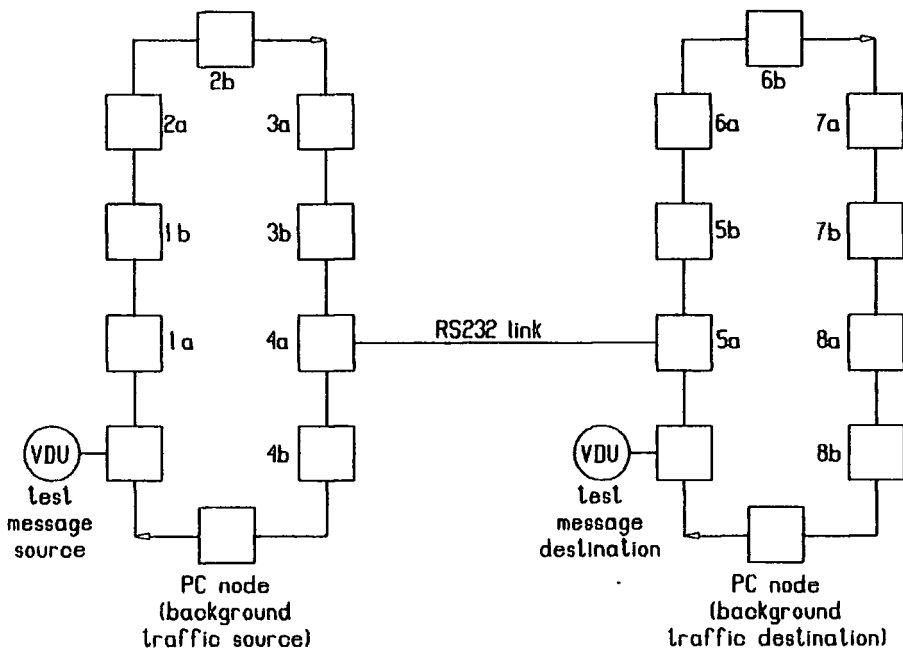 2b
6b
2a
3a
6a
7a
1b
3b
5b
7b
RS232 link
1a
4a
5a
8a
VDU
4b
VDU
8b
test
message
source
test
message
destination
PC node
(background
traffic source)
PC node
(background
traffic destination)